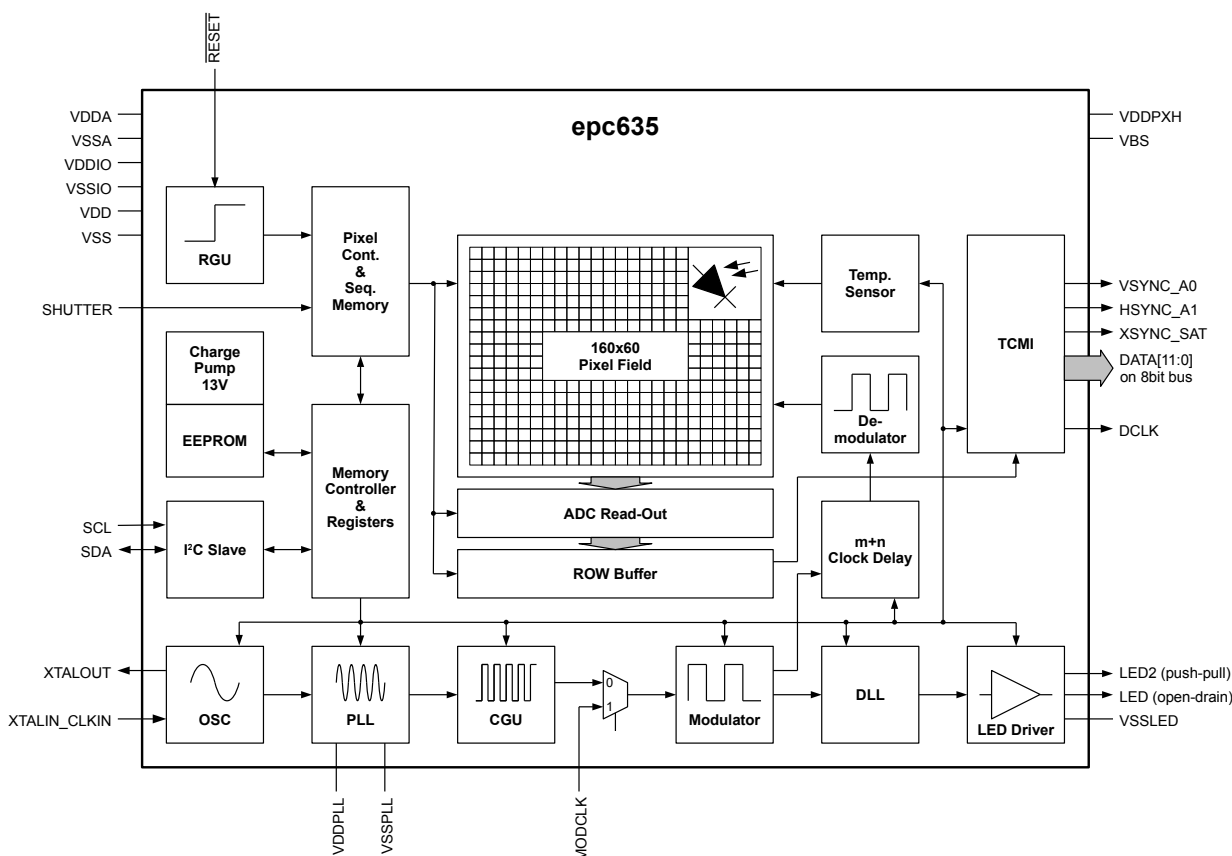 RESET
epc635
VDDA
VSSA
VDDIO
VSSIO
VDD
VSS
SHUTTER
SCL
SDA
XTALOUT
XTALIN_CLKIN
RGU
Pixel
Cont.
&
Seq.
Memory
Charge
Pump
13V
EEPROM
Memory
Controller
&
Registers
I²C Slave
160x60
Pixel Field
ADC Read-Out
ROW Buffer
Temp.
Sensor
De-
modulator
m+n
Clock Delay
TCMI
OSC
PLL
CGU
0
1
Modulator
DLL
LED Driver
VDDPXH
VBS
VSYNC_A0
HSYNC_A1
XSYNC_SAT
DATA[11:0]
on 8bit bus
DCLK
LED2 (push-pull)
LED (open-drain)
VSSLED
VDDPLL
VSSPLL
MODCLK